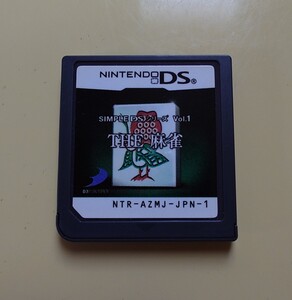 NINTENDO DS
SIMPLE DSシリーズ Vol.1
THE 麻雀
NTR-AZMJ-JPN-1